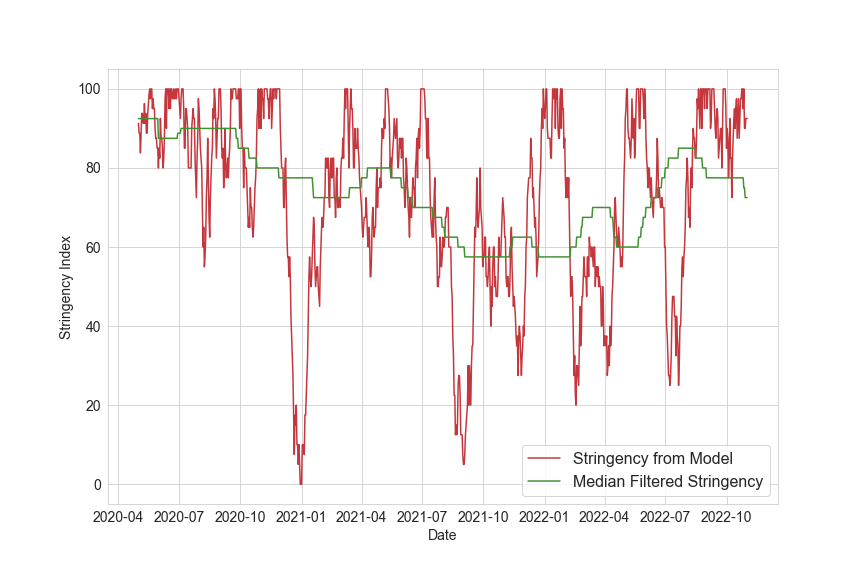 100
80
60
40
20
0
Stringency Index
Stringency from Model
Median Filtered Stringency
2020-04 2020-07 2020-10 2021-01 2021-04 2021-07 2021-10 2022-01 2022-04 2022-07 2022-10
Date